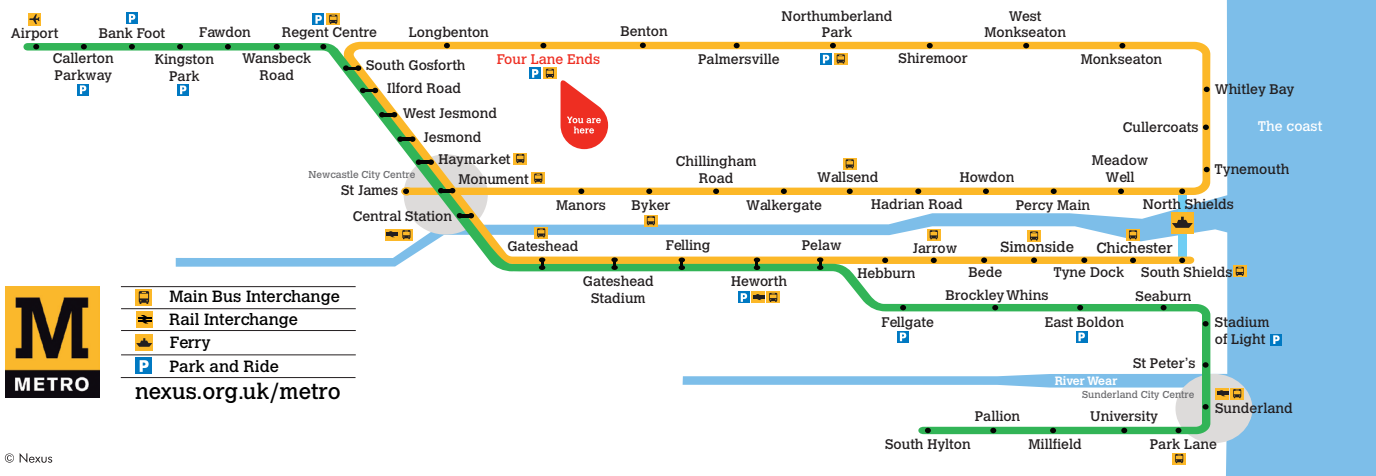 Airport
Callerton
Parkway
P
Bank Foot
P
Kingston
Park
P
Fawdon
Wansbeck
Road
Regent Centre
P
Longbenton
Four Lane Ends
P
You are
here
Benton
Palmersville
Northumberland
Park
P
Shiremoor
West
Monkseaton
Monkseaton
Whitley Bay
Cullercoats
The coast
Tynemouth
South Gosforth
Ilford Road
West Jesmond
Jesmond
Haymarket
Newcastle City Centre
Monument
St James
Central Station
Manors
Byker
Chillingham
Road
Walkergate
Wallsend
Hadrian Road
Howdon
Percy Main
Meadow
Well
North Shields
Gateshead
Gateshead
Stadium
Felling
Heworth
P
Pelaw
Hebburn
Jarrow
Bede
Simonside
Tyne Dock
Chichester
South Shields
Fellgate
P
Brockley Whins
East Boldon
P
Seaburn
Stadium
of Light P
St Peter's
River Wear
Sunderland City Centre
Sunderland
Park Lane
University
Millfield
Pallion
South Hylton
M
METRO
Main Bus Interchange
Rail Interchange
Ferry
P Park and Ride
nexus.org.uk/metro
© Nexus